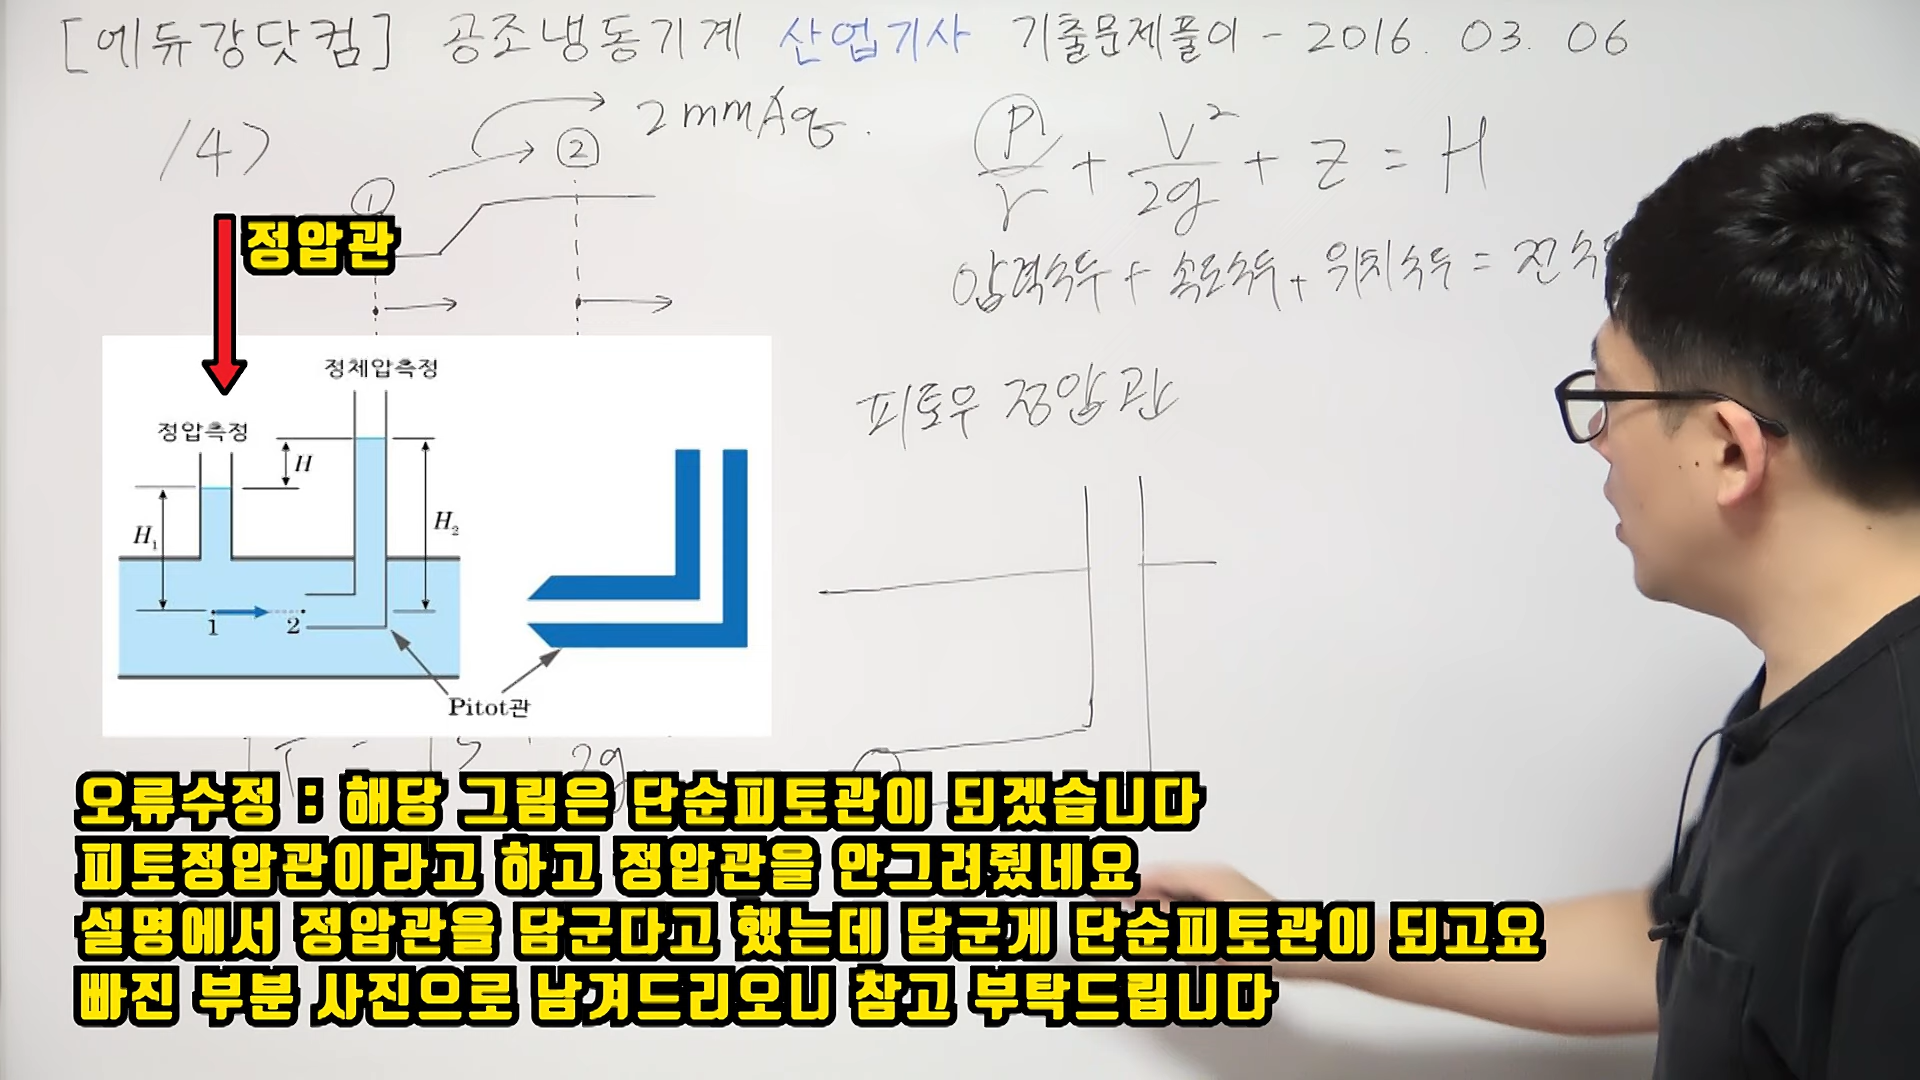 [에듀강닷컴] 공조냉동기계 산업기사 기출문제풀이 - 2016. 03. 06
14)
① ② 2mmAq.
P/r + V²/2g + z = H
압력수두 + 속도수두 + 위치수두 = 전수
정압관
피토우 정압관
정체압측정
정압측정
H
H₁
H₂
1 2
Pitot관
2g
오류수정 : 해당 그림은 단순피토관이 되겠습니다
피토정압관이라고 하고 정압관을 안그려줬네요
설명에서 정압관을 담군다고 했는데 담군게 단순피토관이 되고요
빠진 부분 사진으로 남겨드리오니 참고 부탁드립니다